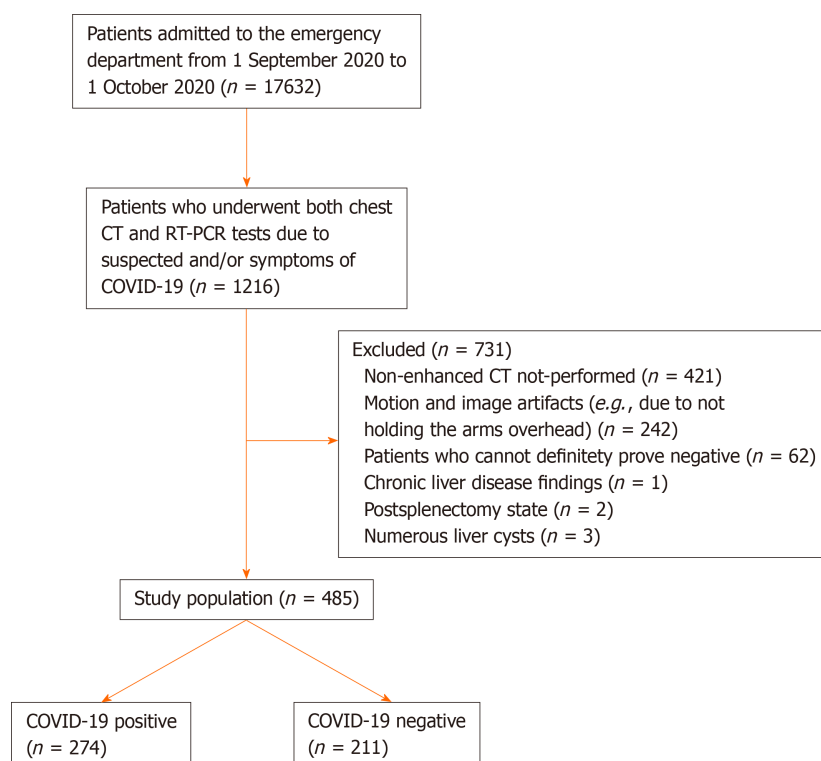 Patients admitted to the emergency
department from 1 September 2020 to
1 October 2020 (n = 17632)
Patients who underwent both chest
CT and RT-PCR tests due to
suspected and/or symptoms of
COVID-19 (n = 1216)
Excluded (n = 731)
Non-enhanced CT not-performed (n = 421)
Motion and image artifacts (e.g., due to not
holding the arms overhead) (n = 242)
Patients who cannot definitety prove negative (n = 62)
Chronic liver disease findings (n = 1)
Postsplenectomy state (n = 2)
Numerous liver cysts (n = 3)
Study population (n = 485)
COVID-19 positive
(n = 274)
COVID-19 negative
(n = 211)